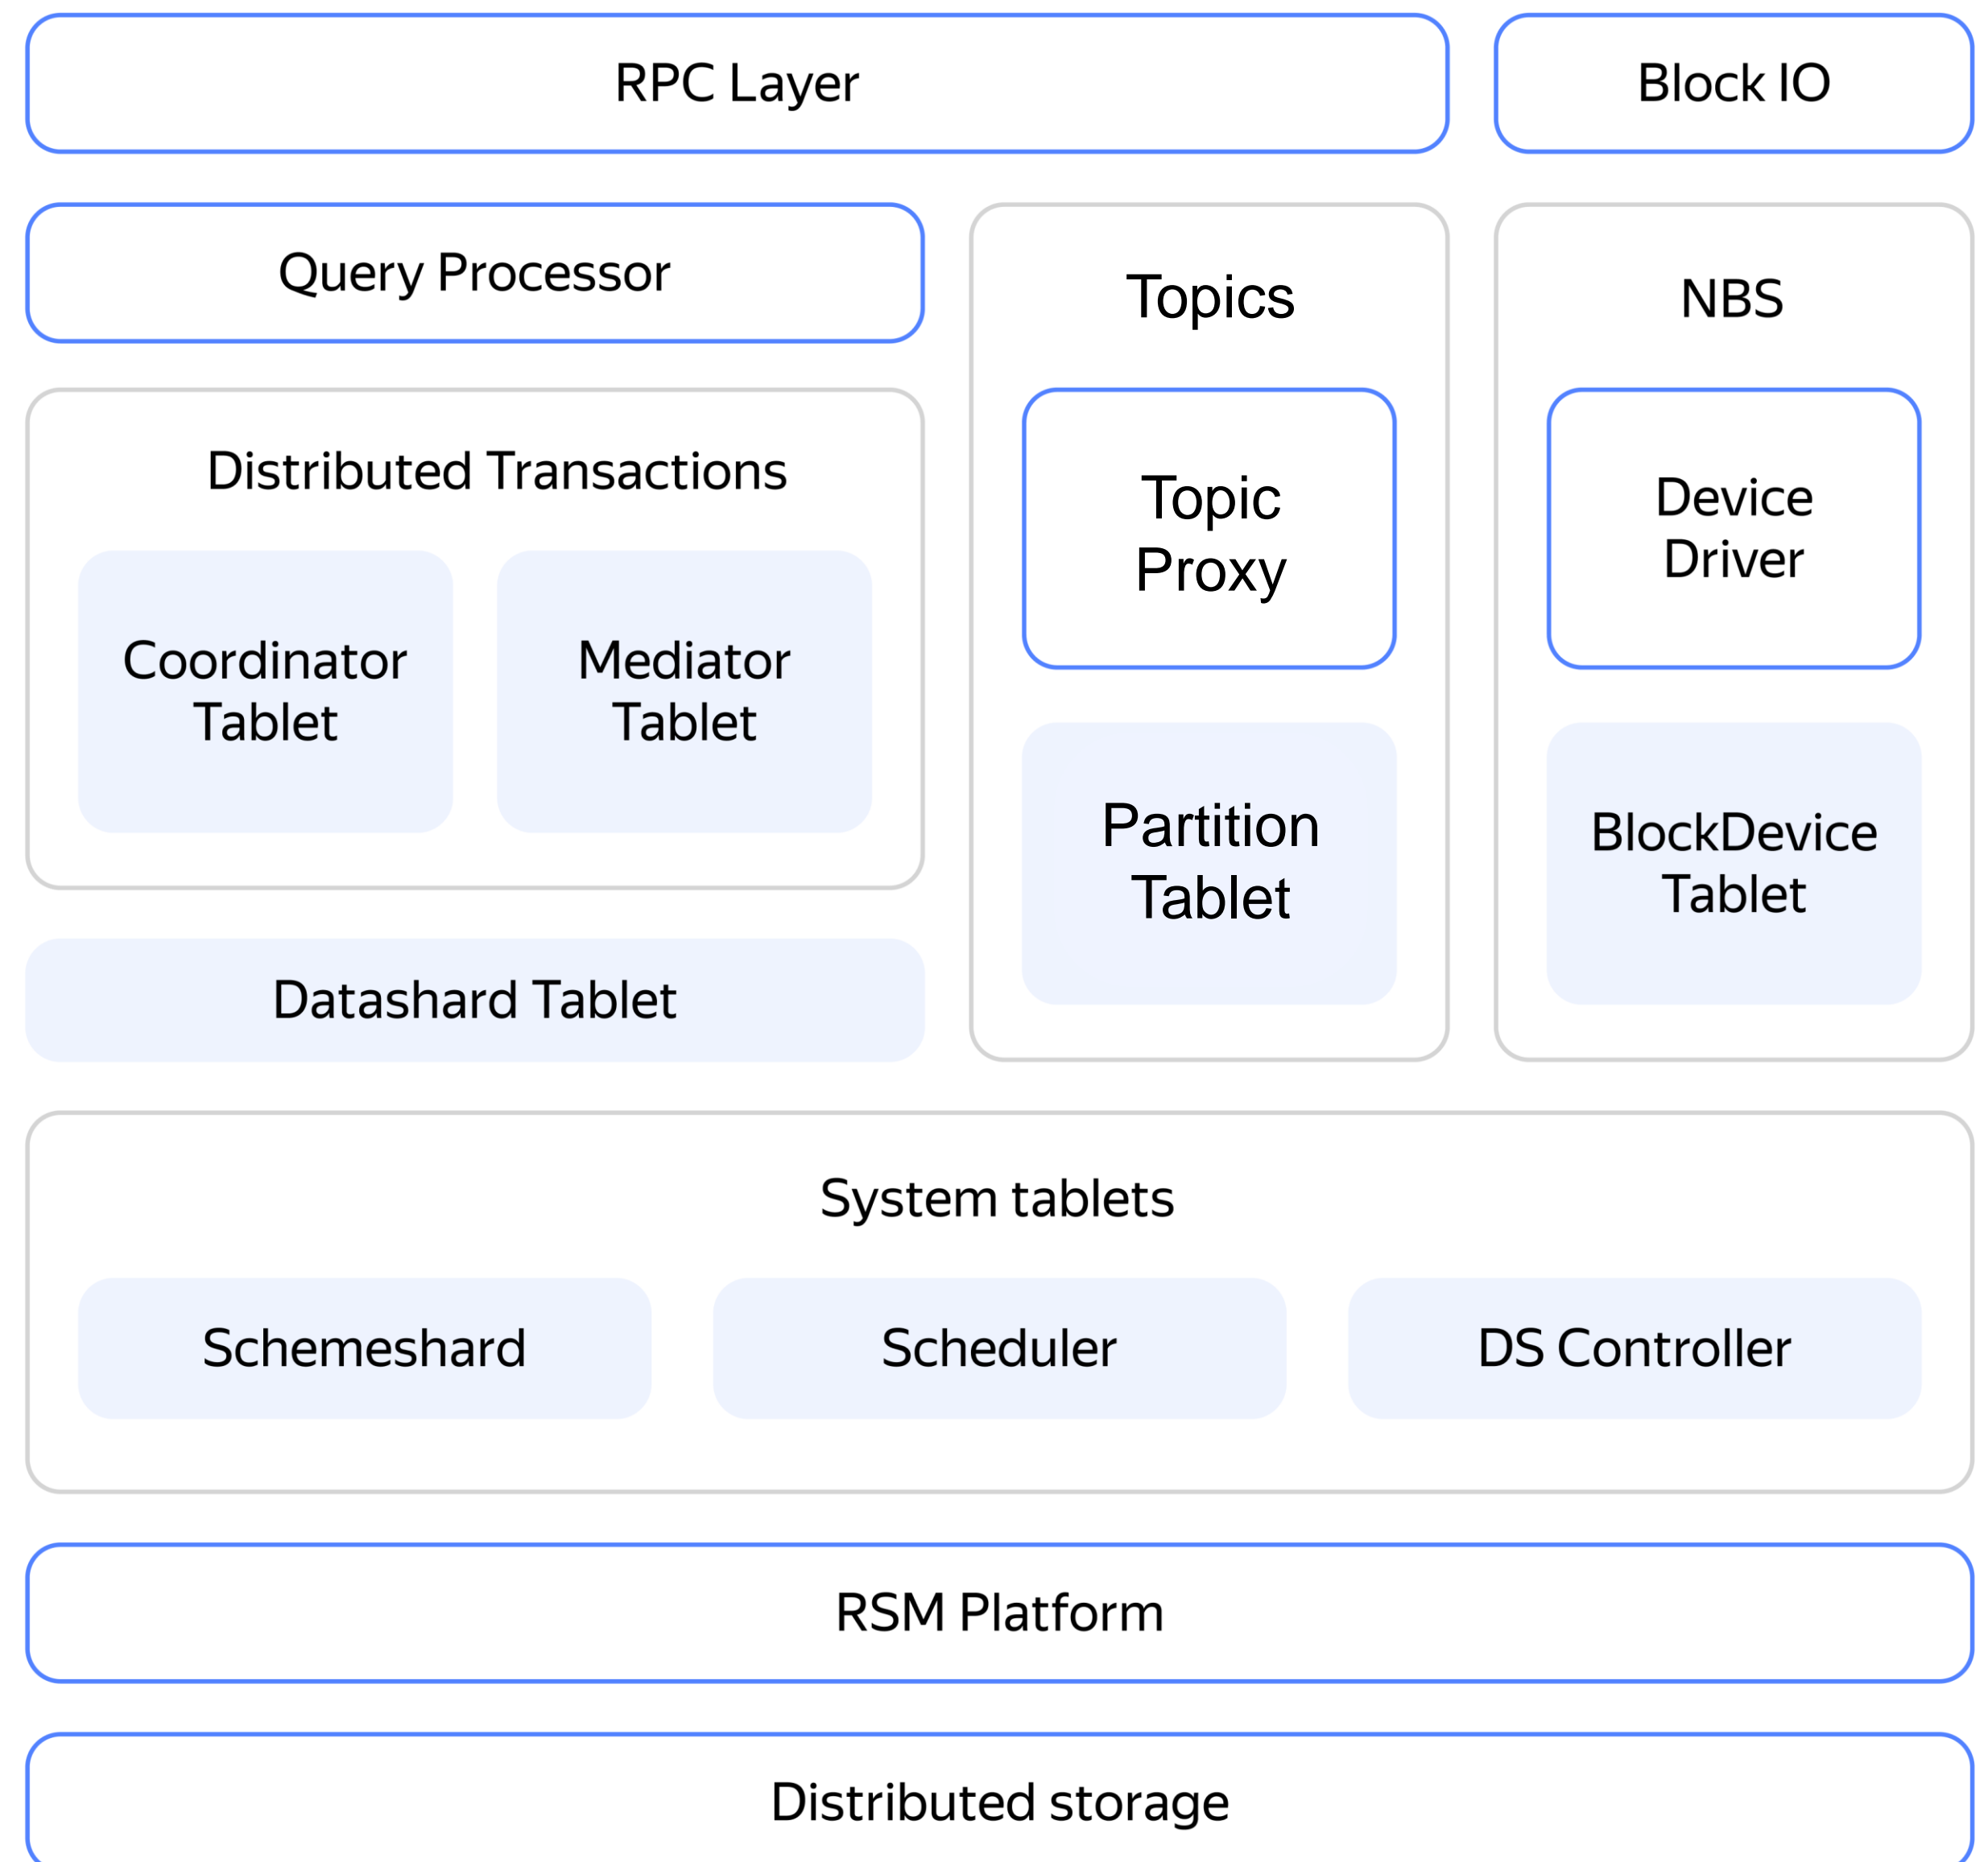 RPC Layer
Block IO
Query Processor
Distributed Transactions
Coordinator
Tablet
Mediator
Tablet
Datashard Tablet
Topics
Topic
Proxy
Partition
Tablet
NBS
Device
Driver
BlockDevice
Tablet
System tablets
Schemeshard
Scheduler
DS Controller
RSM Platform
Distributed storage